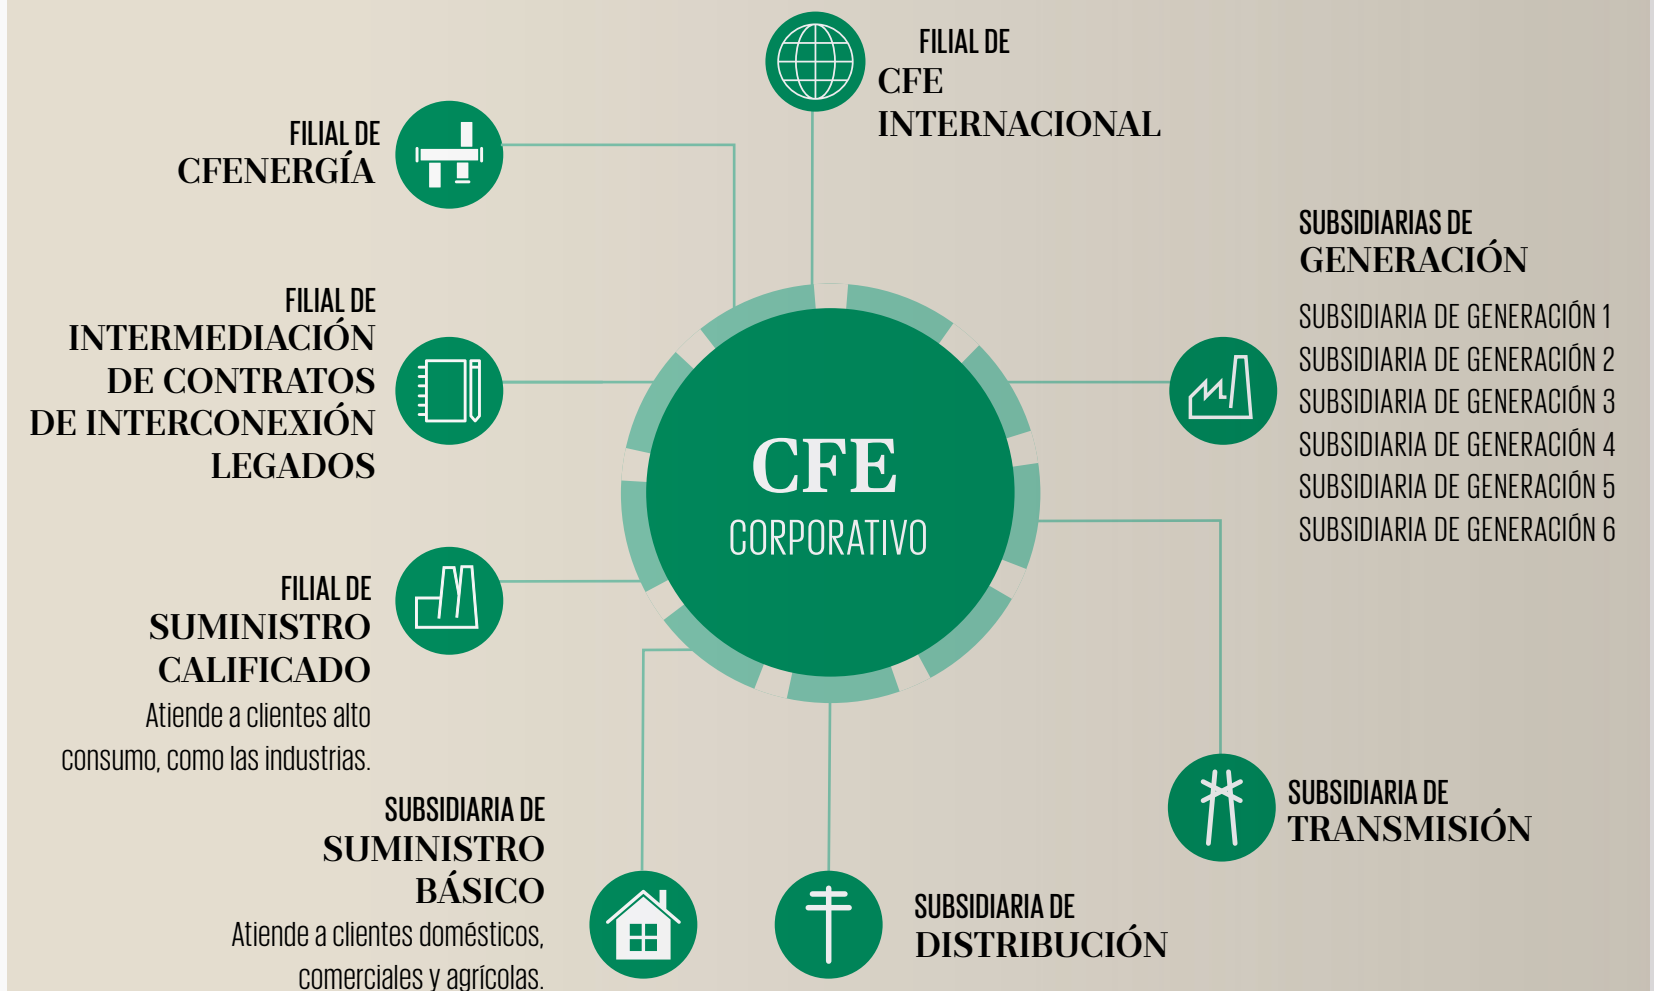 FILIAL DE
CFE
INTERNACIONAL
FILIAL DE
CFENERGÍA
SUBSIDIARIAS DE
GENERACIÓN
SUBSIDIARIA DE GENERACIÓN 1
SUBSIDIARIA DE GENERACIÓN 2
SUBSIDIARIA DE GENERACIÓN 3
SUBSIDIARIA DE GENERACIÓN 4
SUBSIDIARIA DE GENERACIÓN 5
SUBSIDIARIA DE GENERACIÓN 6
FILIAL DE
INTERMEDIACIÓN
DE CONTRATOS
DE INTERCONEXIÓN
LEGADOS
CFE
CORPORATIVO
FILIAL DE
SUMINISTRO
CALIFICADO
Atiende a clientes alto
consumo, como las industrias.
SUBSIDIARIA DE
TRANSMISIÓN
SUBSIDIARIA DE
SUMINISTRO
BÁSICO
Atiende a clientes domésticos,
comerciales y agrícolas.
SUBSIDIARIA DE
DISTRIBUCIÓN